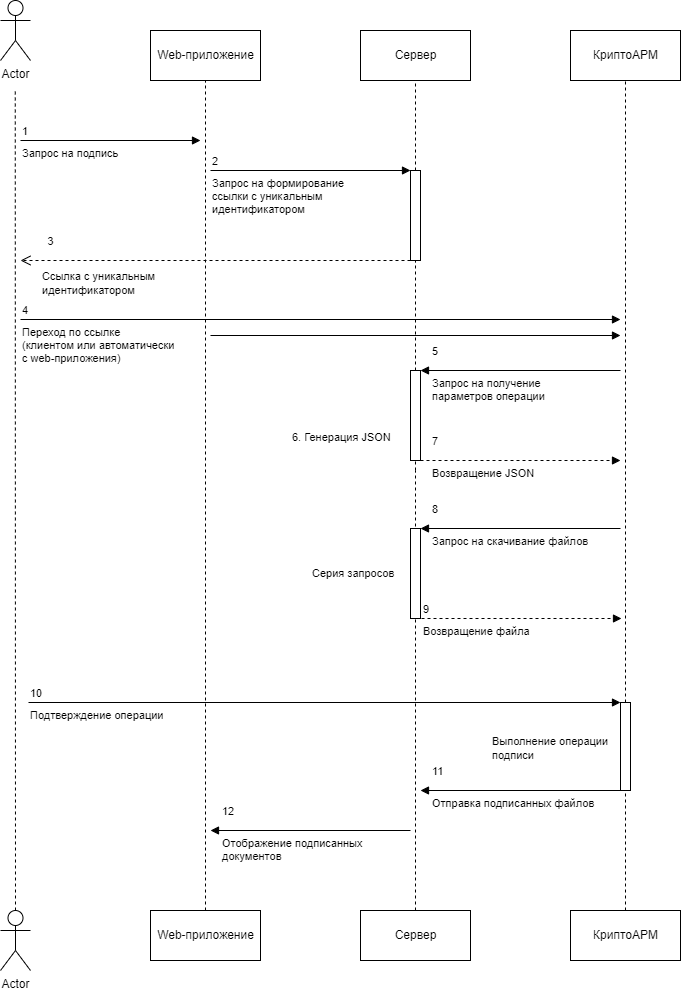 Actor
Web-приложение
Сервер
КриптоАРМ
1
Запрос на подпись
2
Запрос на формирование
ссылки с уникальным
идентификатором
3
Ссылка с уникальным
идентификатором
4
Переход по ссылке
(клиентом или автоматически
с web-приложения)
5
Запрос на получение
параметров операции
6. Генерация JSON
7
Возвращение JSON
8
Запрос на скачивание файлов
Серия запросов
9
Возвращение файла
10
Подтверждение операции
Выполнение операции
подписи
11
Отправка подписанных файлов
12
Отображение подписанных
документов
Web-приложение
Сервер
КриптоАРМ
Actor